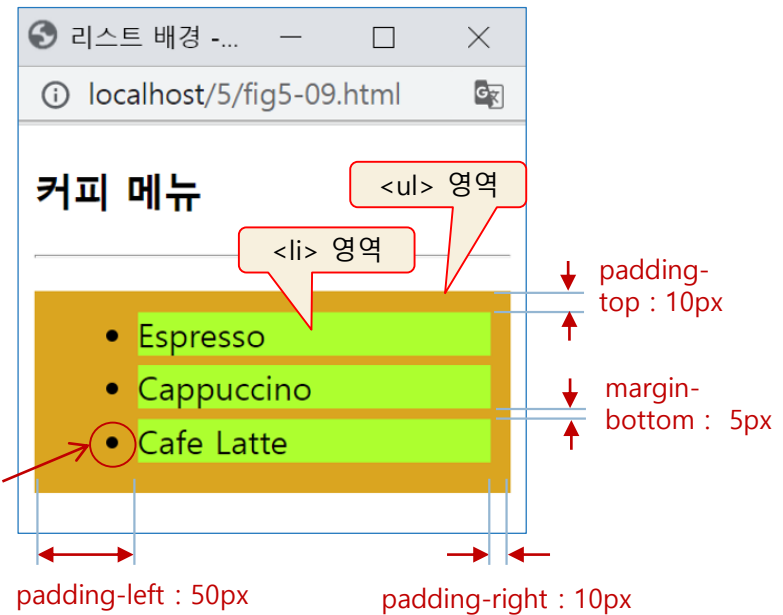 리스트 배경 -...
localhost/5/fig5-09.html
커피 메뉴
<ul> 영역
<li> 영역
padding-
top : 10px
Espresso
Cappuccino
margin-
bottom : 5px
Cafe Latte
padding-left : 50px
padding-right : 10px